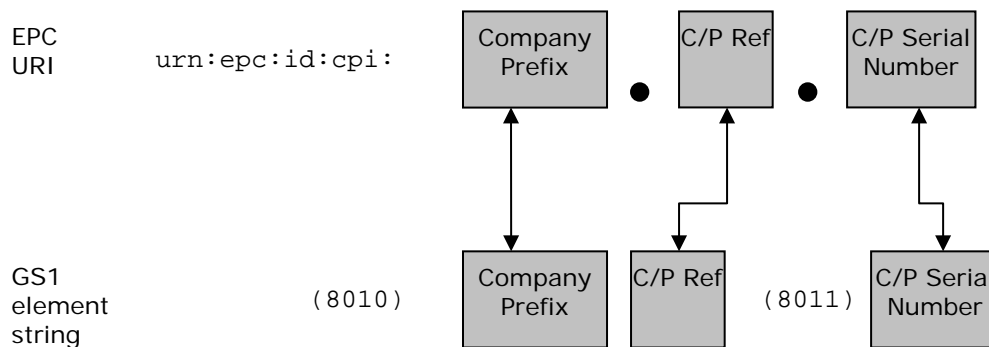 EPC
URI
urn:epc:id:cpi:
Company
Prefix
C/P Ref
C/P Serial
Number
GS1
element
string
(8010)
Company
Prefix
C/P Ref
(8011)
C/P Seria
Number